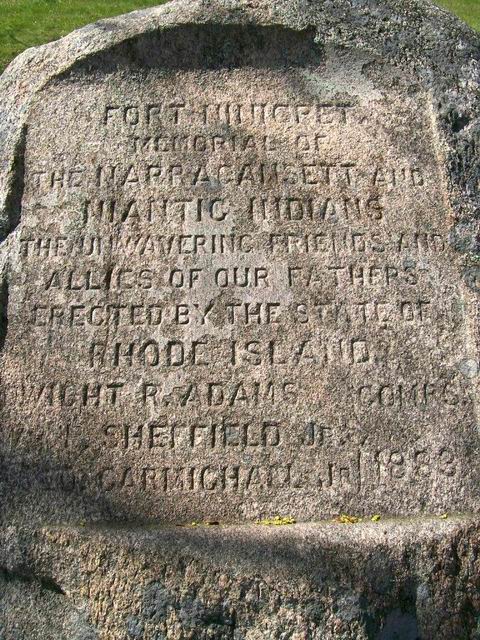 FORT NINIGRET
MEMORIAL OF
THE NARRAGANSETT AND
NIANTIC INDIANS
THE UNWAVERING FRIENDS AND
ALLIES OF OUR FATHERS
ERECTED BY THE STATE OF
RHODE ISLAND
DWIGHT R. ADAMS COMRS.
SHEFFIELD JR.
CARMICHAEL JR 1883